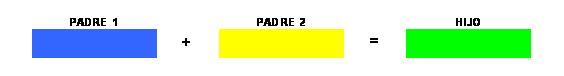 PADRE 1 PADRE 2 HIJO
+ =